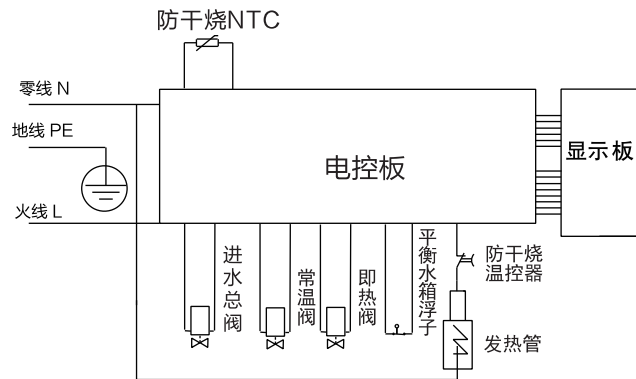 防干烧NTC
零线 N
地线 PE
火线 L
电控板
显示板
进水总阀
常温阀
即热阀
平衡水箱浮子
防干烧
温控器
发热管